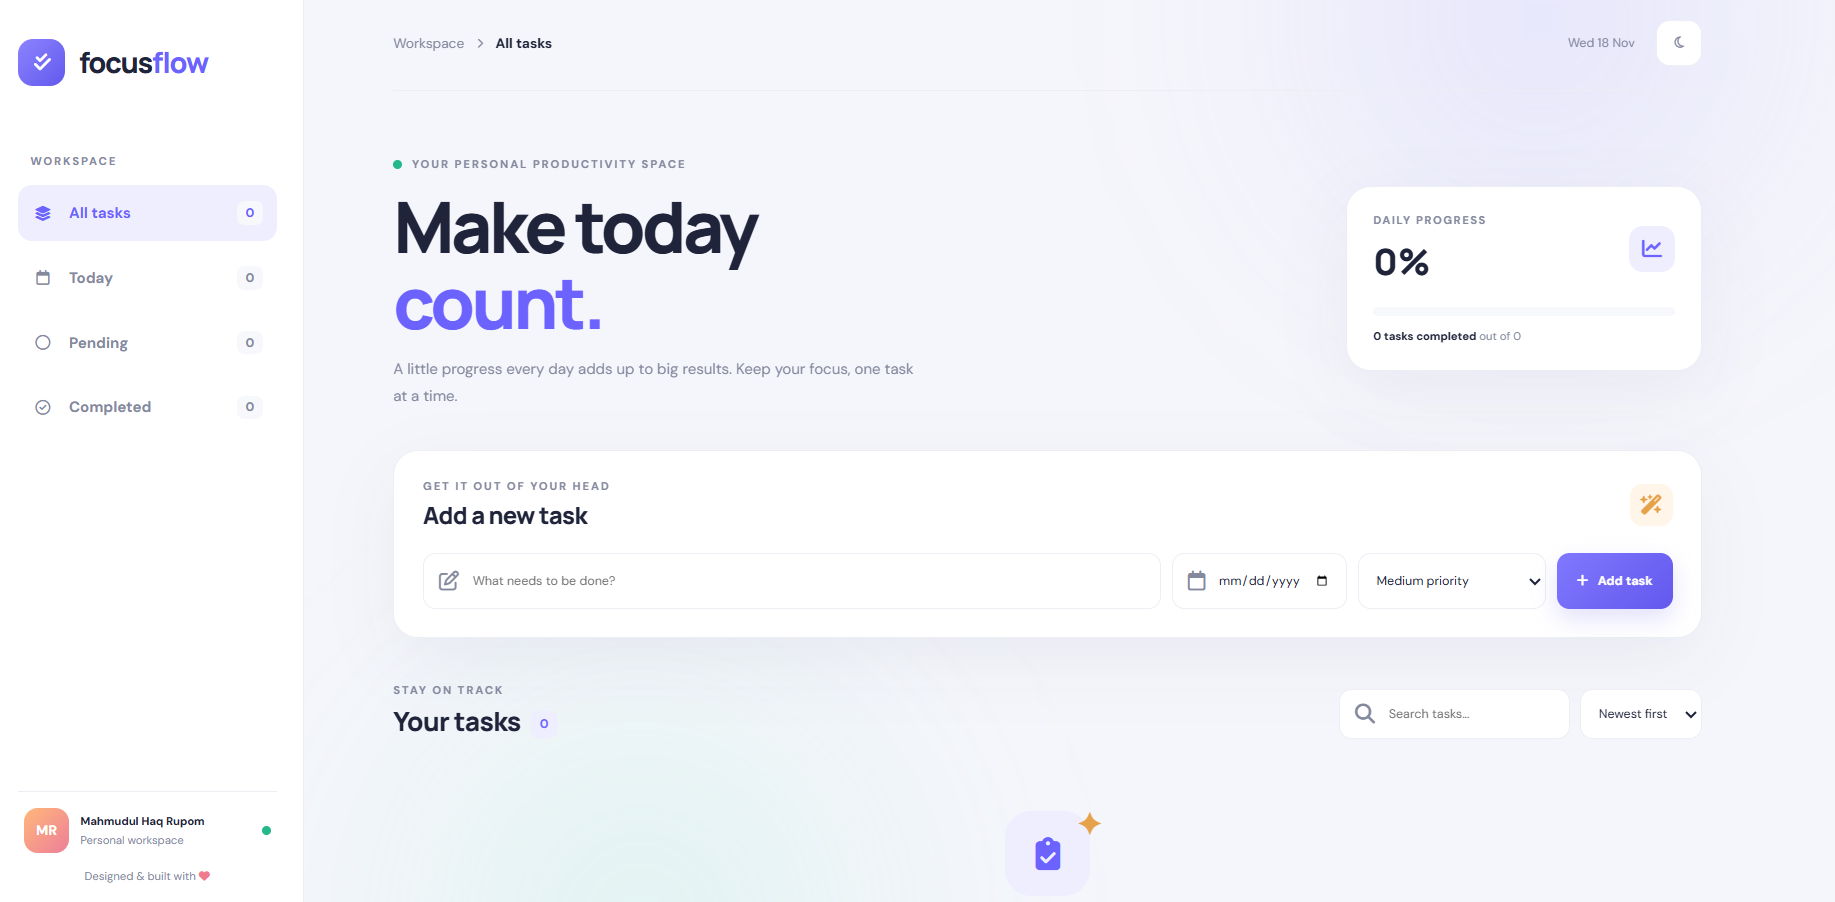 focusflow
WORKSPACE
All tasks 0
Today 0
Pending 0
Completed 0
MR
Mahmudul Haq Rupom
Personal workspace
Designed & built with
Workspace All tasks
Wed 18 Nov
YOUR PERSONAL PRODUCTIVITY SPACE
Make today
count.
A little progress every day adds up to big results. Keep your focus, one task
at a time.
DAILY PROGRESS
0%
0 tasks completed out of 0
GET IT OUT OF YOUR HEAD
Add a new task
What needs to be done? mm/dd/yyyy Medium priority + Add task
STAY ON TRACK
Your tasks 0
Search tasks... Newest first